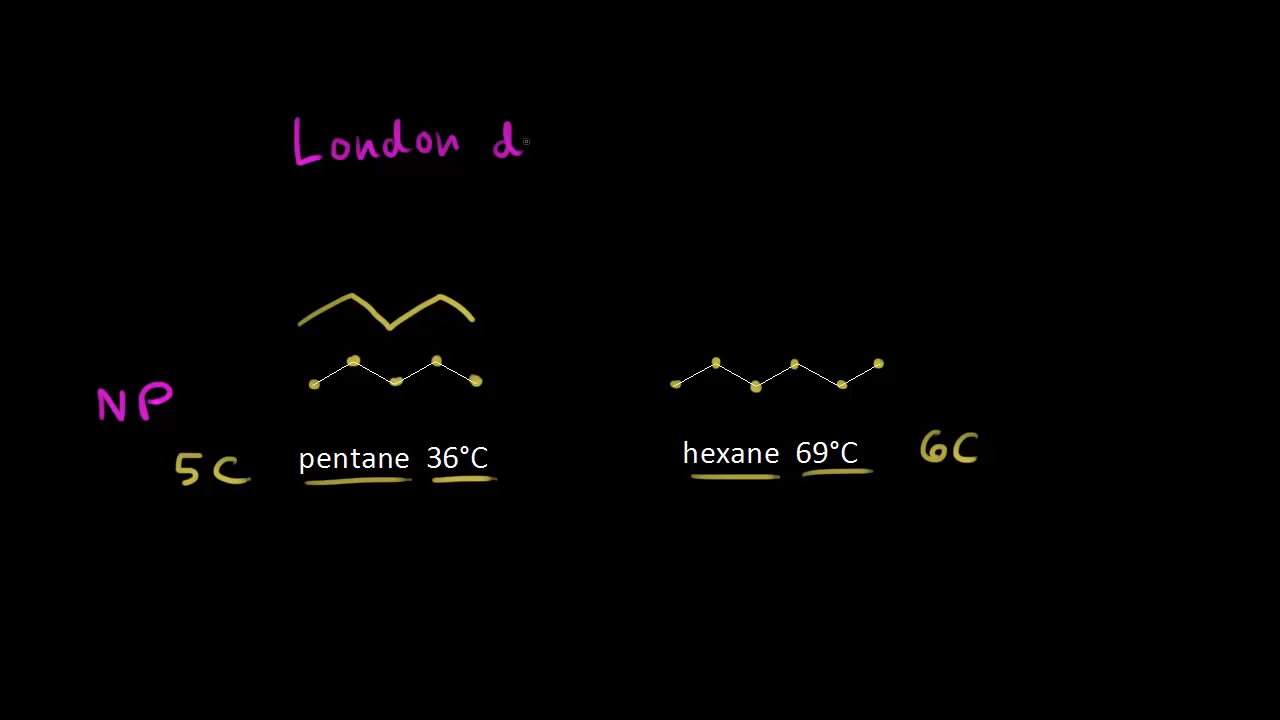 London d
NP
5C
pentane 36°C
hexane 69°C
6C